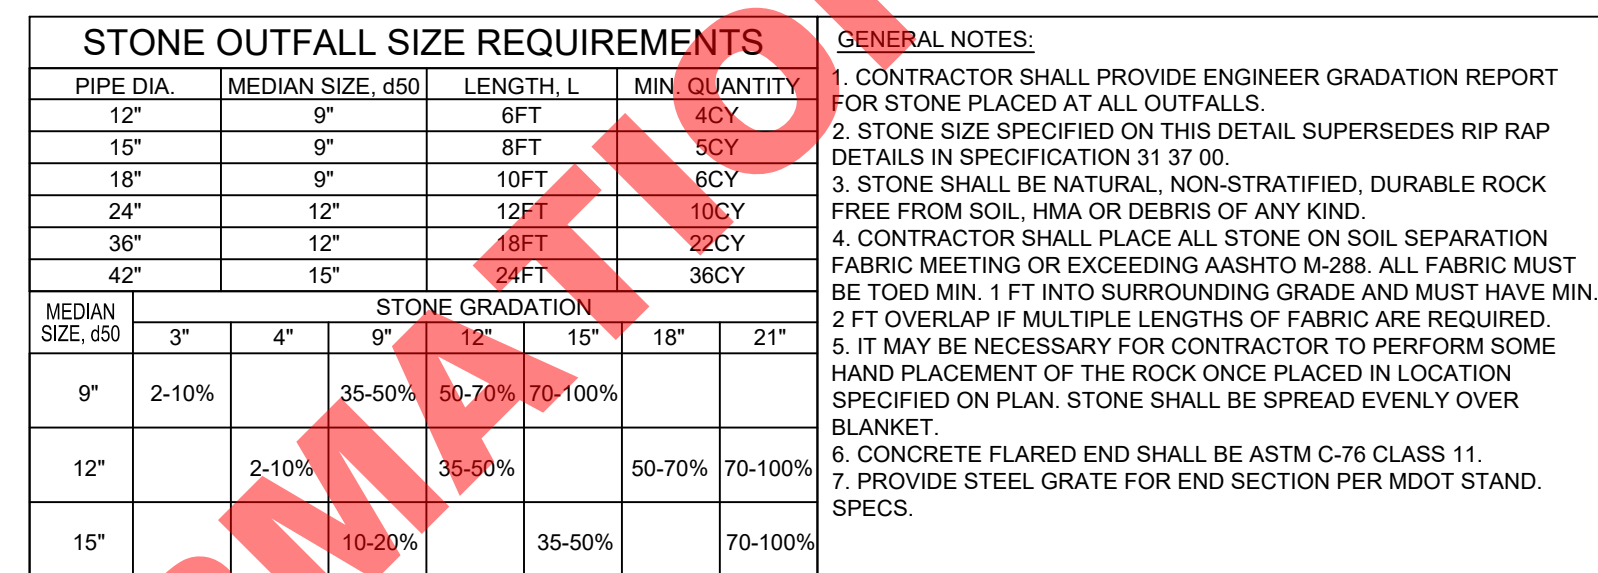 STONE OUTFALL SIZE REQUIREMENTS
PIPE DIA. MEDIAN SIZE, d50 LENGTH, L MIN. QUANTITY
12" 9" 6FT 4CY
15" 9" 8FT 5CY
18" 9" 10FT 6CY
24" 12" 12FT 10CY
36" 12" 18FT 22CY
42" 15" 24FT 36CY
MEDIAN SIZE, d50 STONE GRADATION
3" 4" 9" 12" 15" 18" 21"
9" 2-10% 35-50% 50-70% 70-100%
12" 2-10% 35-50% 50-70% 70-100%
15" 10-20% 35-50% 70-100%
GENERAL NOTES:
1. CONTRACTOR SHALL PROVIDE ENGINEER GRADATION REPORT
FOR STONE PLACED AT ALL OUTFALLS.
2. STONE SIZE SPECIFIED ON THIS DETAIL SUPERSEDES RIP RAP
DETAILS IN SPECIFICATION 31 37 00.
3. STONE SHALL BE NATURAL, NON-STRATIFIED, DURABLE ROCK
FREE FROM SOIL, HMA OR DEBRIS OF ANY KIND.
4. CONTRACTOR SHALL PLACE ALL STONE ON SOIL SEPARATION
FABRIC MEETING OR EXCEEDING AASHTO M-288. ALL FABRIC MUST
BE TOED MIN. 1 FT INTO SURROUNDING GRADE AND MUST HAVE MIN.
2 FT OVERLAP IF MULTIPLE LENGTHS OF FABRIC ARE REQUIRED.
5. IT MAY BE NECESSARY FOR CONTRACTOR TO PERFORM SOME
HAND PLACEMENT OF THE ROCK ONCE PLACED IN LOCATION
SPECIFIED ON PLAN. STONE SHALL BE SPREAD EVENLY OVER
BLANKET.
6. CONCRETE FLARED END SHALL BE ASTM C-76 CLASS 11.
7. PROVIDE STEEL GRATE FOR END SECTION PER MDOT STAND.
SPECS.
RMATIO